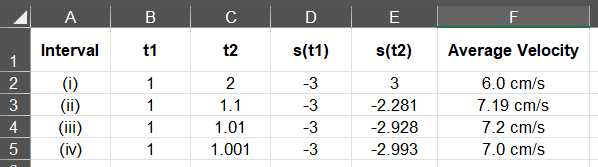 A B C D E F
1 Interval t1 t2 s(t1) s(t2) Average Velocity
2 (i) 1 2 -3 3 6.0 cm/s
3 (ii) 1 1.1 -3 -2.281 7.19 cm/s
4 (iii) 1 1.01 -3 -2.928 7.2 cm/s
5 (iv) 1 1.001 -3 -2.993 7.0 cm/s